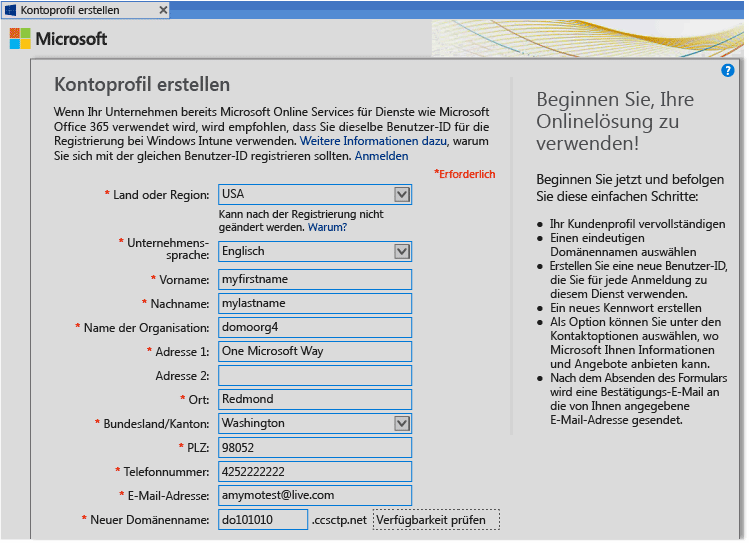 Kontoprofil erstellen
Microsoft
Kontoprofil erstellen
Wenn Ihr Unternehmen bereits Microsoft Online Services für Dienste wie Microsoft
Office 365 verwendet wird, wird empfohlen, dass Sie dieselbe Benutzer-ID für die
Registrierung bei Windows Intune verwenden. Weitere Informationen dazu, warum
Sie sich mit der gleichen Benutzer-ID registrieren sollten. Anmelden
*Erforderlich
* Land oder Region: USA
Kann nach der Registrierung nicht
geändert werden. Warum?
* Unternehmens-
sprache: Englisch
* Vorname: myfirstname
* Nachname: mylastname
* Name der Organisation: domoorg4
* Adresse 1: One Microsoft Way
Adresse 2:
* Ort: Redmond
* Bundesland/Kanton: Washington
* PLZ: 98052
* Telefonnummer: 4252222222
* E-Mail-Adresse: amymotest@live.com
* Neuer Domänenname: do101010 .ccsctp.net Verfügbarkeit prüfen
?
Beginnen Sie, Ihre
Onlinelösung zu
verwenden!
Beginnen Sie jetzt und befolgen
Sie diese einfachen Schritte:
● Ihr Kundenprofil vervollständigen
● Einen eindeutigen
Domänennamen auswählen
● Erstellen Sie eine neue Benutzer-ID,
die Sie für jede Anmeldung zu
diesem Dienst verwenden.
● Ein neues Kennwort erstellen
● Als Option können Sie unter den
Kontaktoptionen auswählen, wo
Microsoft Ihnen Informationen
und Angebote anbieten kann.
● Nach dem Absenden des Formulars
wird eine Bestätigungs-E-Mail an
die von Ihnen angegebene
E-Mail-Adresse gesendet.